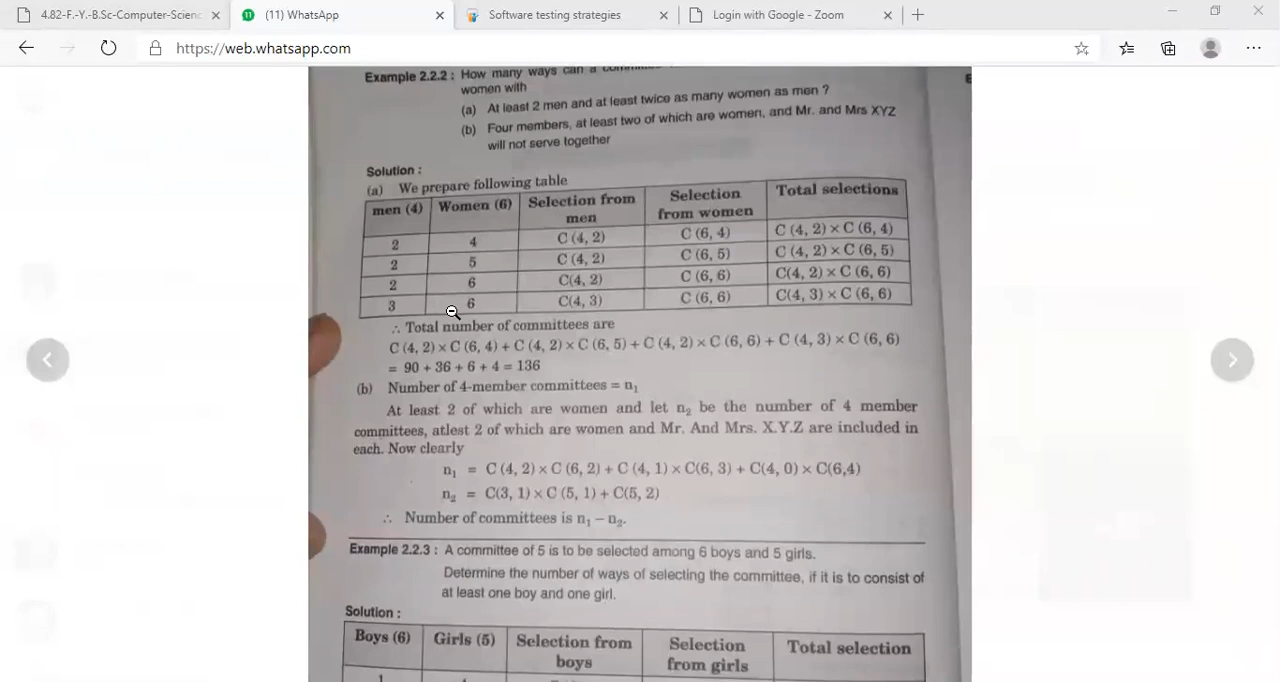 4.82-F.-Y.-B.Sc-Computer-Scienc
(11) WhatsApp
Software testing strategies
Login with Google - Zoom
https://web.whatsapp.com
Example 2.2.2 : How many ways can a
women with
(a) At least 2 men and at least twice as many women as men ?
(b) Four members, at least two of which are women, and Mr. and Mrs XYZ
will not serve together
Solution :
(a) We prepare following table
men (4) Women (6) Selection from men Selection from women Total selections
2 4 C (4, 2) C (6, 4) C (4, 2) × C (6, 4)
2 5 C (4, 2) C (6, 5) C (4, 2) × C (6, 5)
2 6 C(4, 2) C (6, 6) C(4, 2) × C (6, 6)
3 6 C(4, 3) C (6, 6) C(4, 3) × C (6, 6)
∴ Total number of committees are
C (4, 2) × C (6, 4) + C (4, 2) × C (6, 5) + C (4, 2) × C (6, 6) + C (4, 3) × C (6, 6)
= 90 + 36 + 6 + 4 = 136
(b) Number of 4-member committees = n₁
At least 2 of which are women and let n₂ be the number of 4 member
committees, atlest 2 of which are women and Mr. And Mrs. X.Y.Z are included in
each. Now clearly
n₁ = C (4, 2) × C (6, 2) + C (4, 1) × C(6, 3) + C(4, 0) × C(6,4)
n₂ = C(3, 1) × C (5, 1) + C(5, 2)
∴ Number of committees is n₁ – n₂.
Example 2.2.3 : A committee of 5 is to be selected among 6 boys and 5 girls.
Determine the number of ways of selecting the committee, if it is to consist of
at least one boy and one girl.
Solution :
Boys (6) Girls (5) Selection from boys Selection from girls Total selection